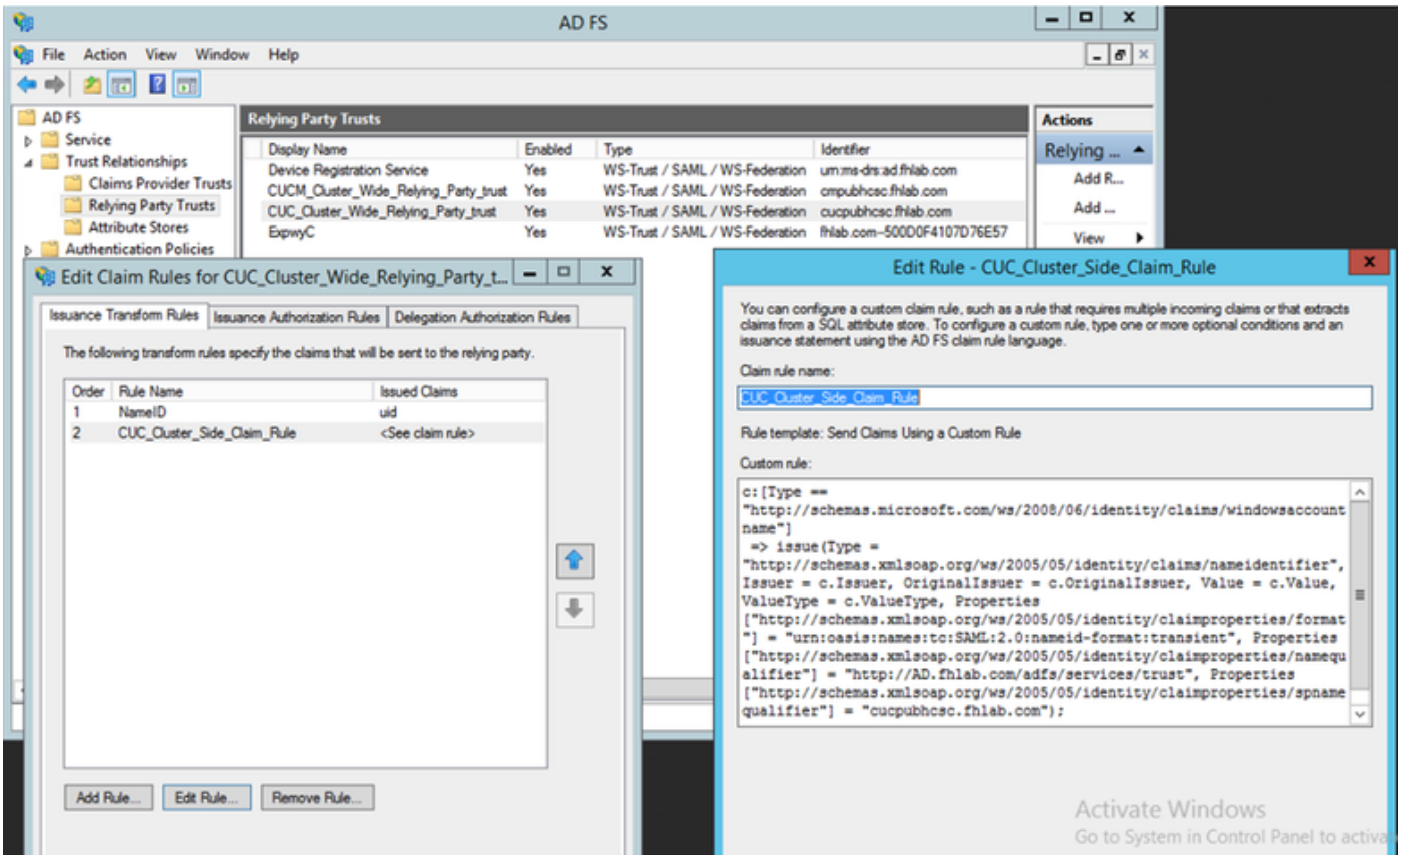 AD FS
File Action View Window Help
AD FS
Service
Trust Relationships
Claims Provider Trusts
Relying Party Trusts
Attribute Stores
Authentication Policies
Relying Party Trusts
Display Name Enabled Type Identifier
Device Registration Service Yes WS-Trust / SAML / WS-Federation urn:ms-drs:ad.fhlab.com
CUCM_Cluster_Wide_Relying_Party_trust Yes WS-Trust / SAML / WS-Federation cmpubhcsc.fhlab.com
CUC_Cluster_Wide_Relying_Party_trust Yes WS-Trust / SAML / WS-Federation cucpubhcsc.fhlab.com
ExpwyC Yes WS-Trust / SAML / WS-Federation fhlab.com--500D0F4107D76E57
Actions
Relying ...
Add R...
Add ...
View
Edit Claim Rules for CUC_Cluster_Wide_Relying_Party_t...
Issuance Transform Rules Issuance Authorization Rules Delegation Authorization Rules
The following transform rules specify the claims that will be sent to the relying party.
Order Rule Name Issued Claims
1 NameID uid
2 CUC_Cluster_Side_Claim_Rule <See claim rule>
Add Rule... Edit Rule... Remove Rule...
Edit Rule - CUC_Cluster_Side_Claim_Rule
You can configure a custom claim rule, such as a rule that requires multiple incoming claims or that extracts
claims from a SQL attribute store. To configure a custom rule, type one or more optional conditions and an
issuance statement using the AD FS claim rule language.
Claim rule name:
CUC_Cluster_Side_Claim_Rule
Rule template: Send Claims Using a Custom Rule
Custom rule:
c:[Type ==
"http://schemas.microsoft.com/ws/2008/06/identity/claims/windowsaccount
name"]
=> issue(Type =
"http://schemas.xmlsoap.org/ws/2005/05/identity/claims/nameidentifier",
Issuer = c.Issuer, OriginalIssuer = c.OriginalIssuer, Value = c.Value,
ValueType = c.ValueType, Properties
["http://schemas.xmlsoap.org/ws/2005/05/identity/claimproperties/format
"] = "urn:oasis:names:tc:SAML:2.0:nameid-format:transient", Properties
["http://schemas.xmlsoap.org/ws/2005/05/identity/claimproperties/namequ
alifier"] = "http://AD.fhlab.com/adfs/services/trust", Properties
["http://schemas.xmlsoap.org/ws/2005/05/identity/claimproperties/spname
qualifier"] = "cucpubhcsc.fhlab.com");
Activate Windows
Go to System in Control Panel to activa